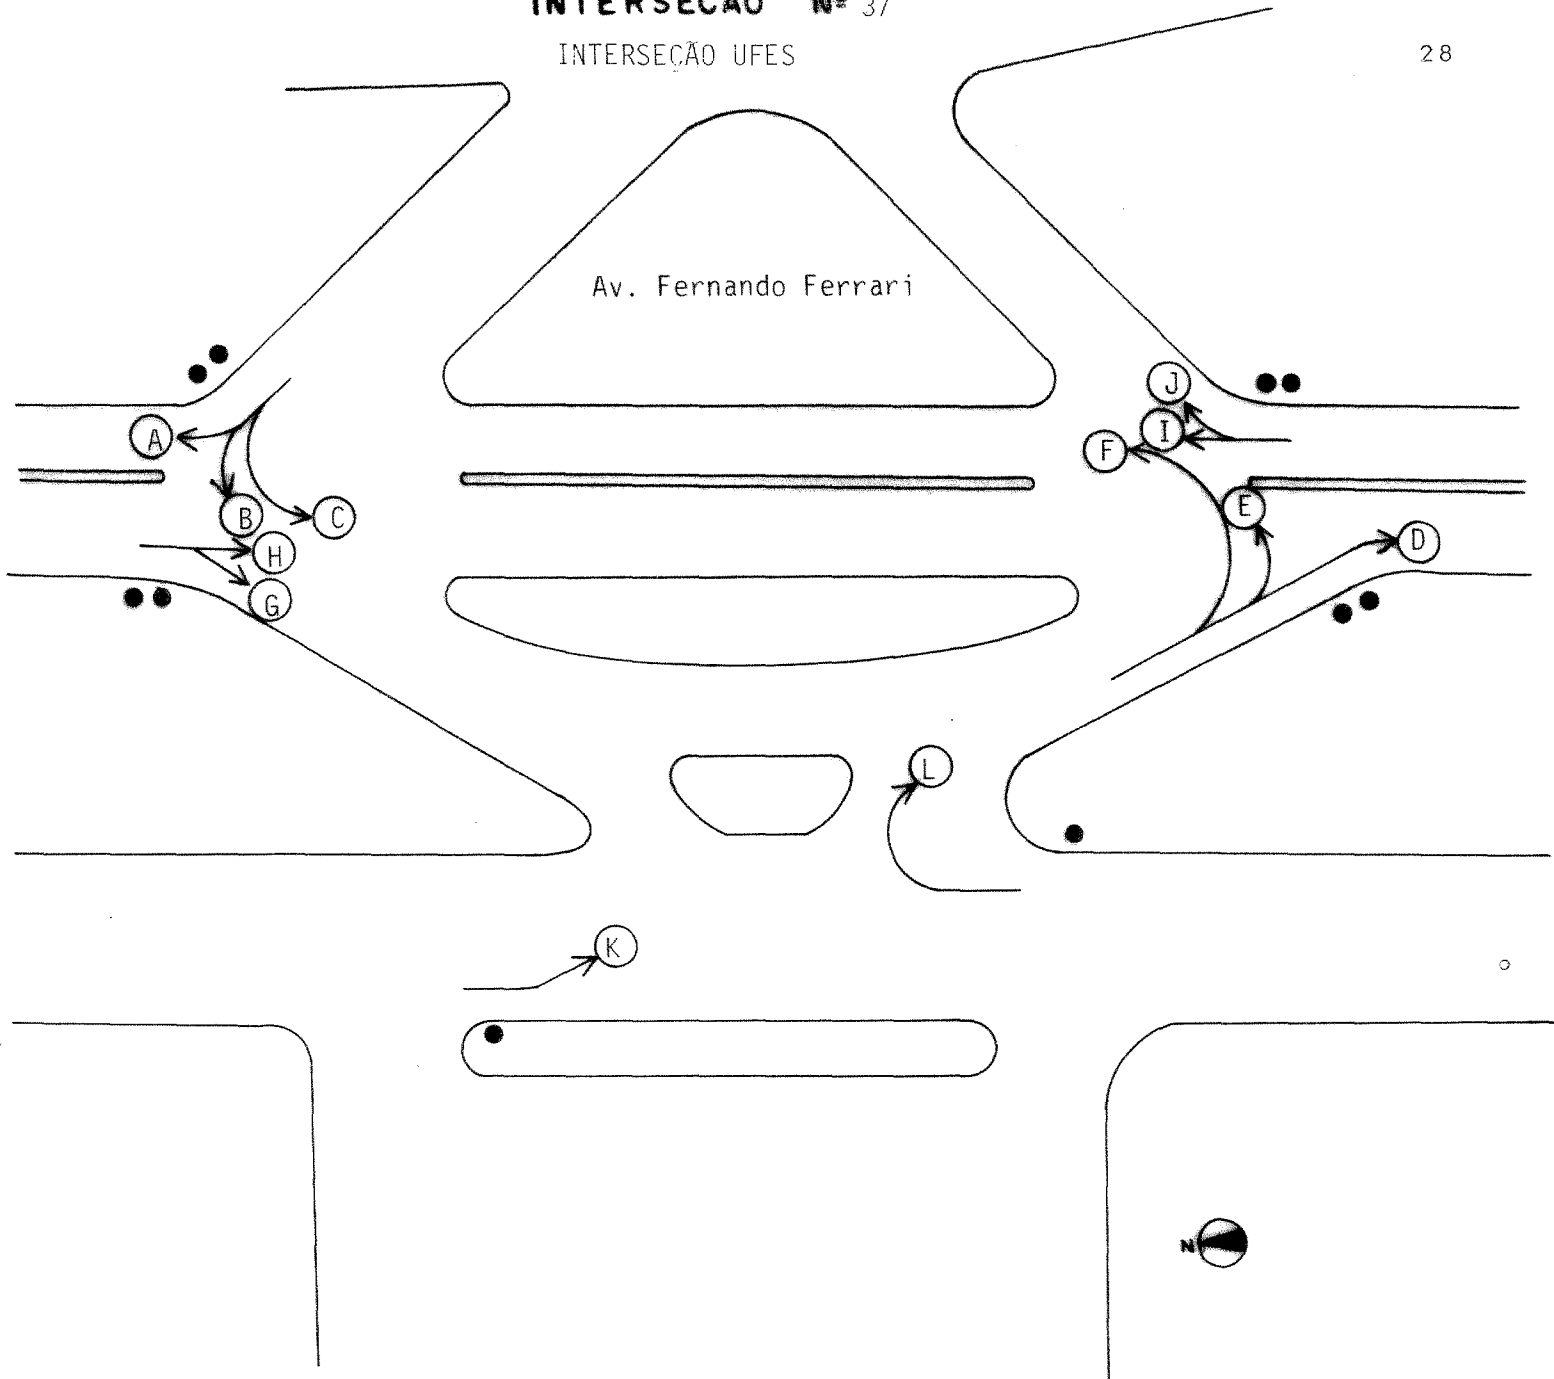 INTERSEÇÃO Nº 37
INTERSEÇÃO UFES
28
Av. Fernando Ferrari
J
A
I
F
E
B
C
D
H
G
L
K
N